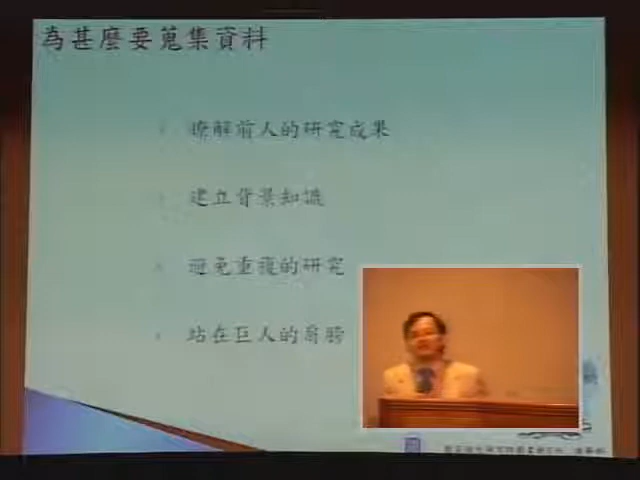 為甚麼要蒐集資料
瞭解前人的研究成果
建立背景知識
避免重複的研究
站在巨人的肩膀